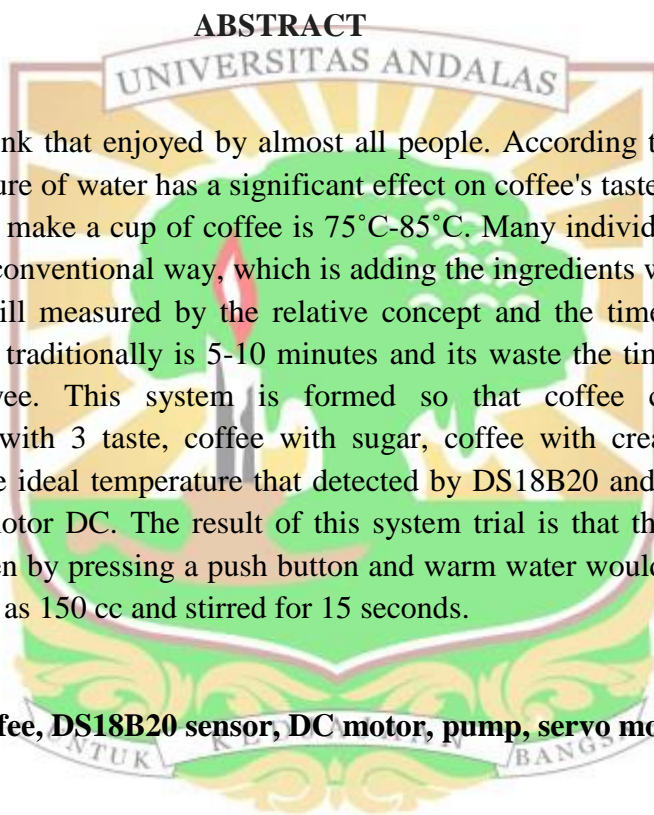 ABSTRACT
UNIVERSITAS ANDALAS
nk that enjoyed by almost all people. According t
ure of water has a significant effect on coffee's taste
make a cup of coffee is 75˚C-85˚C. Many individ
conventional way, which is adding the ingredients w
ill measured by the relative concept and the time
traditionally is 5-10 minutes and its waste the tin
vee. This system is formed so that coffee c
with 3 taste, coffee with sugar, coffee with crea
e ideal temperature that detected by DS18B20 and
notor DC. The result of this system trial is that th
en by pressing a push button and warm water would
as 150 cc and stirred for 15 seconds.
fee, DS18B20 sensor, DC motor, pump, servo mo
UNTUK KEDJAJAAN BANGSA